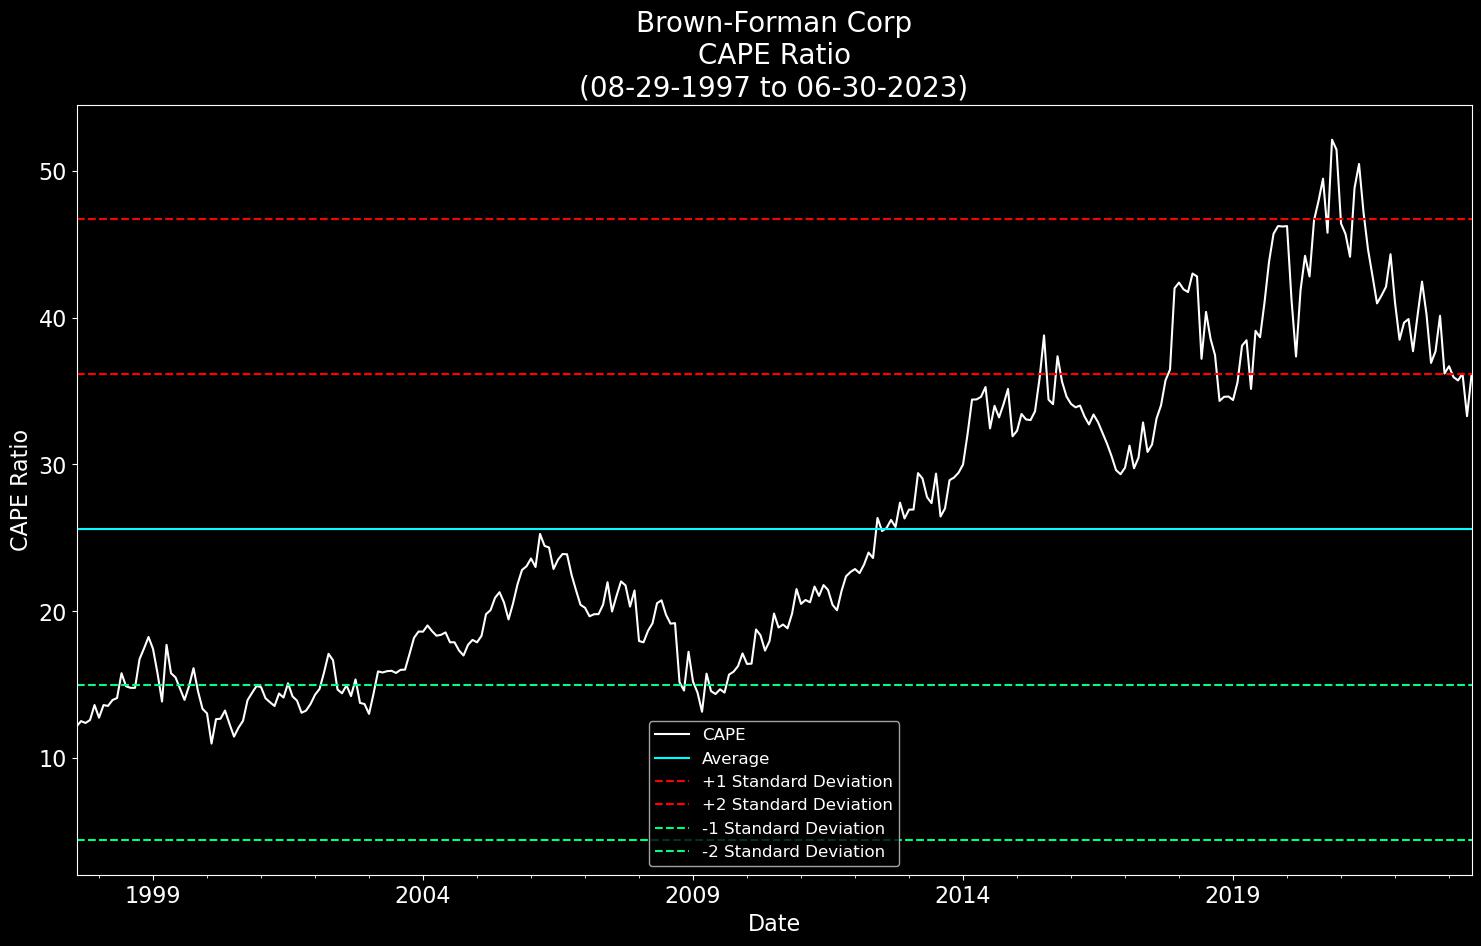 Brown-Forman Corp
CAPE Ratio
(08-29-1997 to 06-30-2023)
CAPE Ratio
50
40
30
20
10
CAPE
Average
+1 Standard Deviation
+2 Standard Deviation
-1 Standard Deviation
-2 Standard Deviation
1999
2004
2009
2014
2019
Date